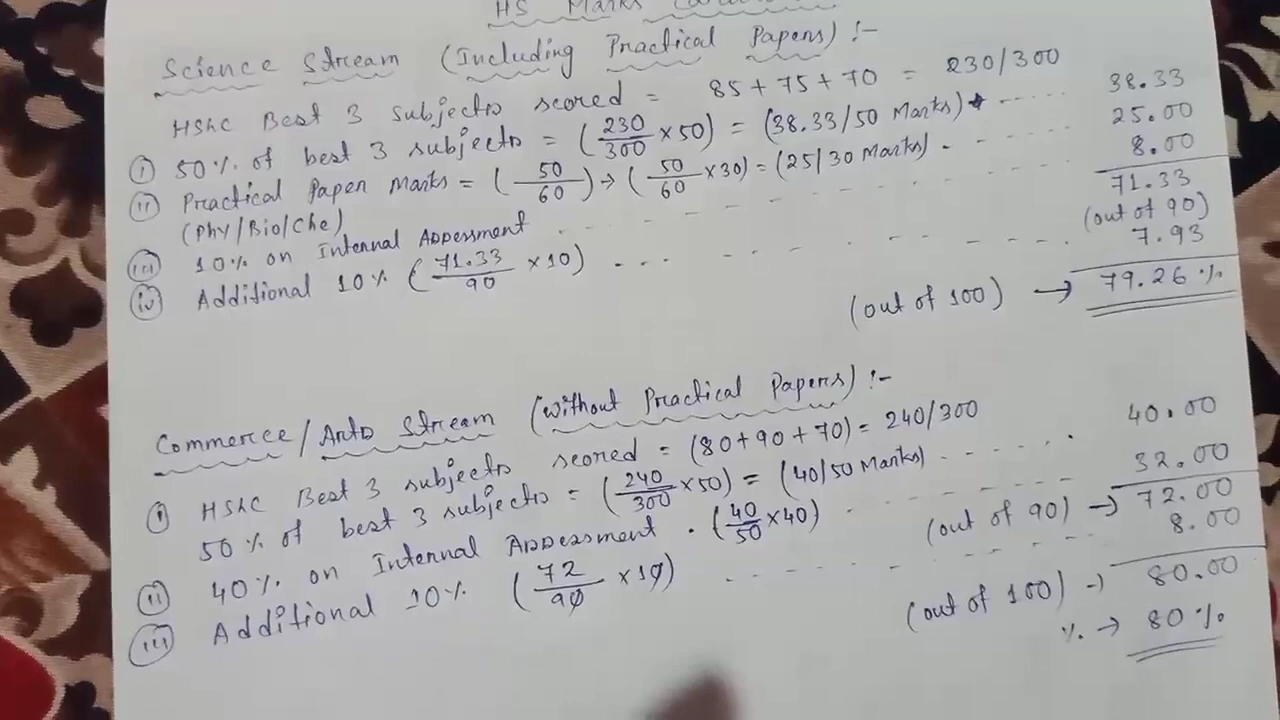 HS Marks
Science Stream (Including Practical Papers) :-
HSLC Best 3 subjects scored = 85 + 75 + 70 = 230/300
(i) 50% of best 3 subjects = (230/300 × 50) = (38.33/50 Marks) ..... 38.33
(ii) Practical Paper Marks = (50/60) → (50/60 × 30) = (25/30 Marks) ..... 25.00
(Phy/Bio/Che)
(iii) 10% on Internal Assessment ..... 8.00
71.33
(out of 90)
(iv) Additional 10% (71.33/90 × 10) ..... 7.93
(out of 100) → 79.26%
Commerce/Arts Stream (Without Practical Papers) :-
(i) HSLC Best 3 subjects scored = (80+90+70) = 240/300
50% of best 3 subjects = (240/300 × 50) = (40/50 Marks) ..... 40.00
(ii) 40% on Internal Assessment . (40/50 × 40) ..... 32.00
(out of 90) → 72.00
(iii) Additional 10% (72/90 × 10) ..... 8.00
(out of 100) → 80.00
% → 80%